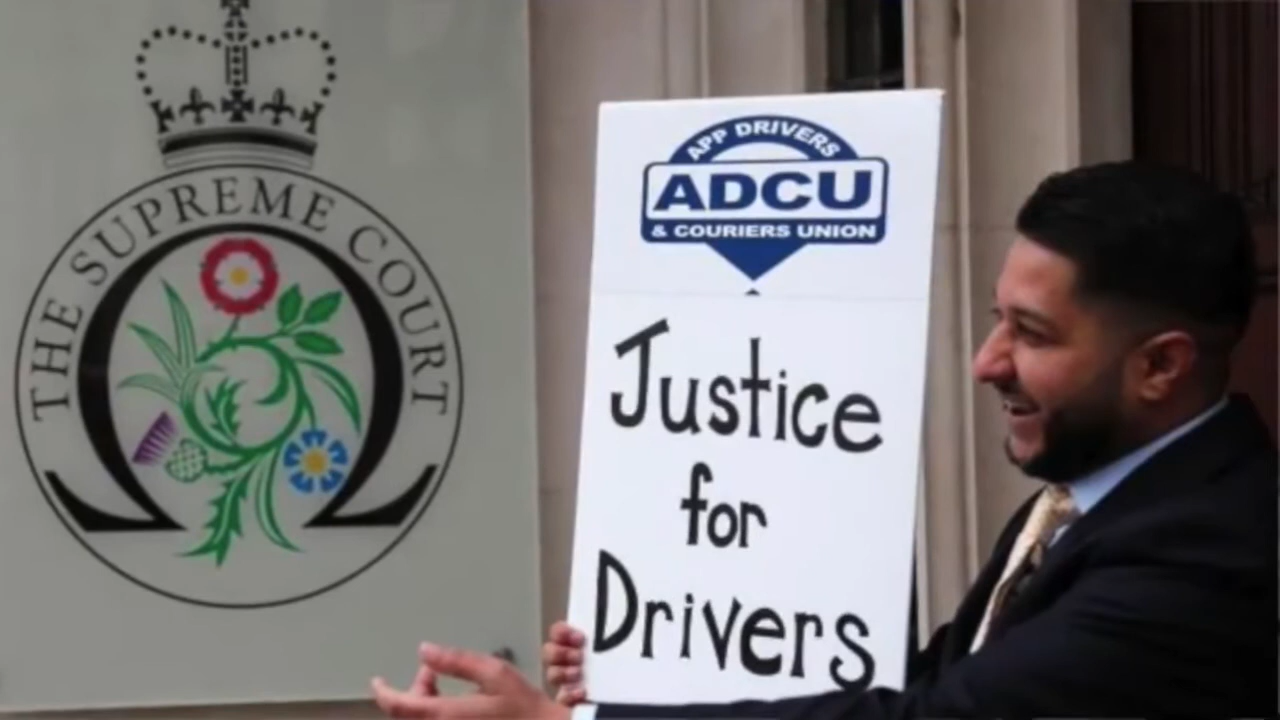 THE SUPREME COURT
APP DRIVERS
ADCU
& COURIERS UNION
Justice
for
Drivers